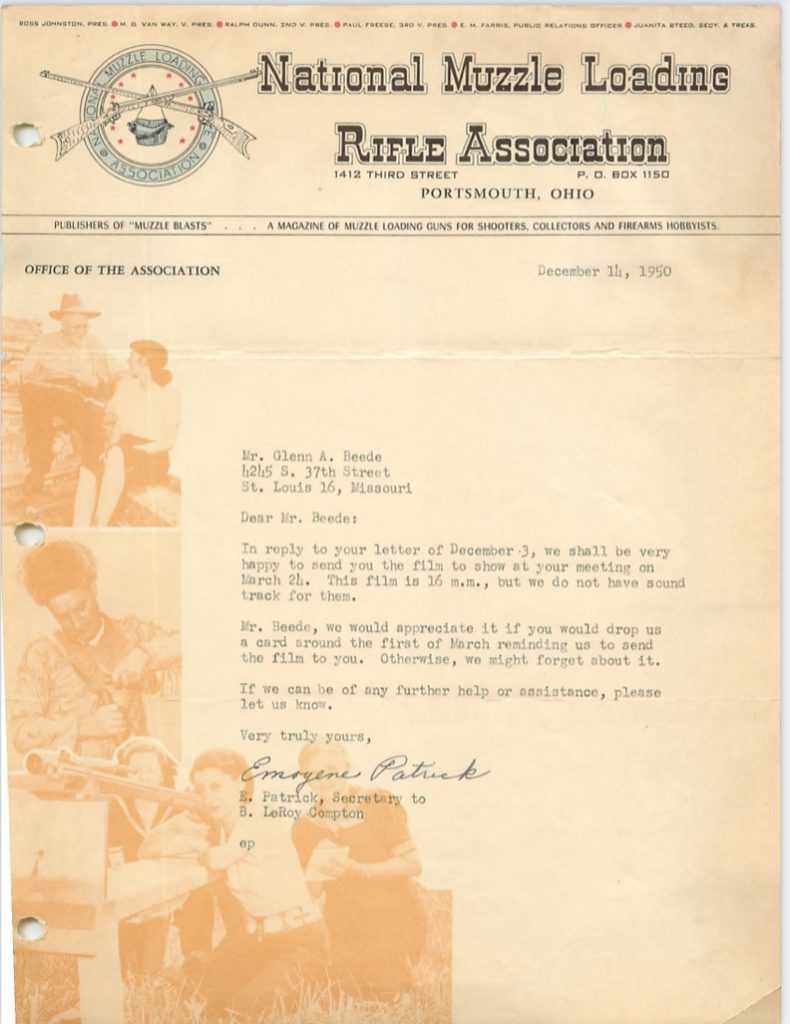 BOSS JOHNSTON, PRES. ● H. D. VAN WAY, V. PRES. ● RALPH DUNN, 2ND V. PRES. ● PAUL FREESE, 3RD V. PRES. ● E. M. FARRIS, PUBLIC RELATIONS OFFICER ● JUANITA STEED, SECY. & TREAS.
NATIONAL MUZZLE LOADING RIFLE ASSOCIATION
National Muzzle Loading
Rifle Association
1412 THIRD STREET P. O. BOX 1150
PORTSMOUTH, OHIO
PUBLISHERS OF "MUZZLE BLASTS" . . . . A MAGAZINE OF MUZZLE LOADING GUNS FOR SHOOTERS, COLLECTORS AND FIREARMS HOBBYISTS.
OFFICE OF THE ASSOCIATION
December 14, 1950
Mr. Glenn A. Beede
4245 S. 37th Street
St. Louis 16, Missouri
Dear Mr. Beede:
In reply to your letter of December 3, we shall be very
happy to send you the film to show at your meeting on
March 24. This film is 16 m.m., but we do not have sound
track for them.
Mr. Beede, we would appreciate it if you would drop us
a card around the first of March reminding us to send
the film to you. Otherwise, we might forget about it.
If we can be of any further help or assistance, please
let us know.
Very truly yours,
Emogene Patrick
E. Patrick, Secretary to
B. LeRoy Compton
ep